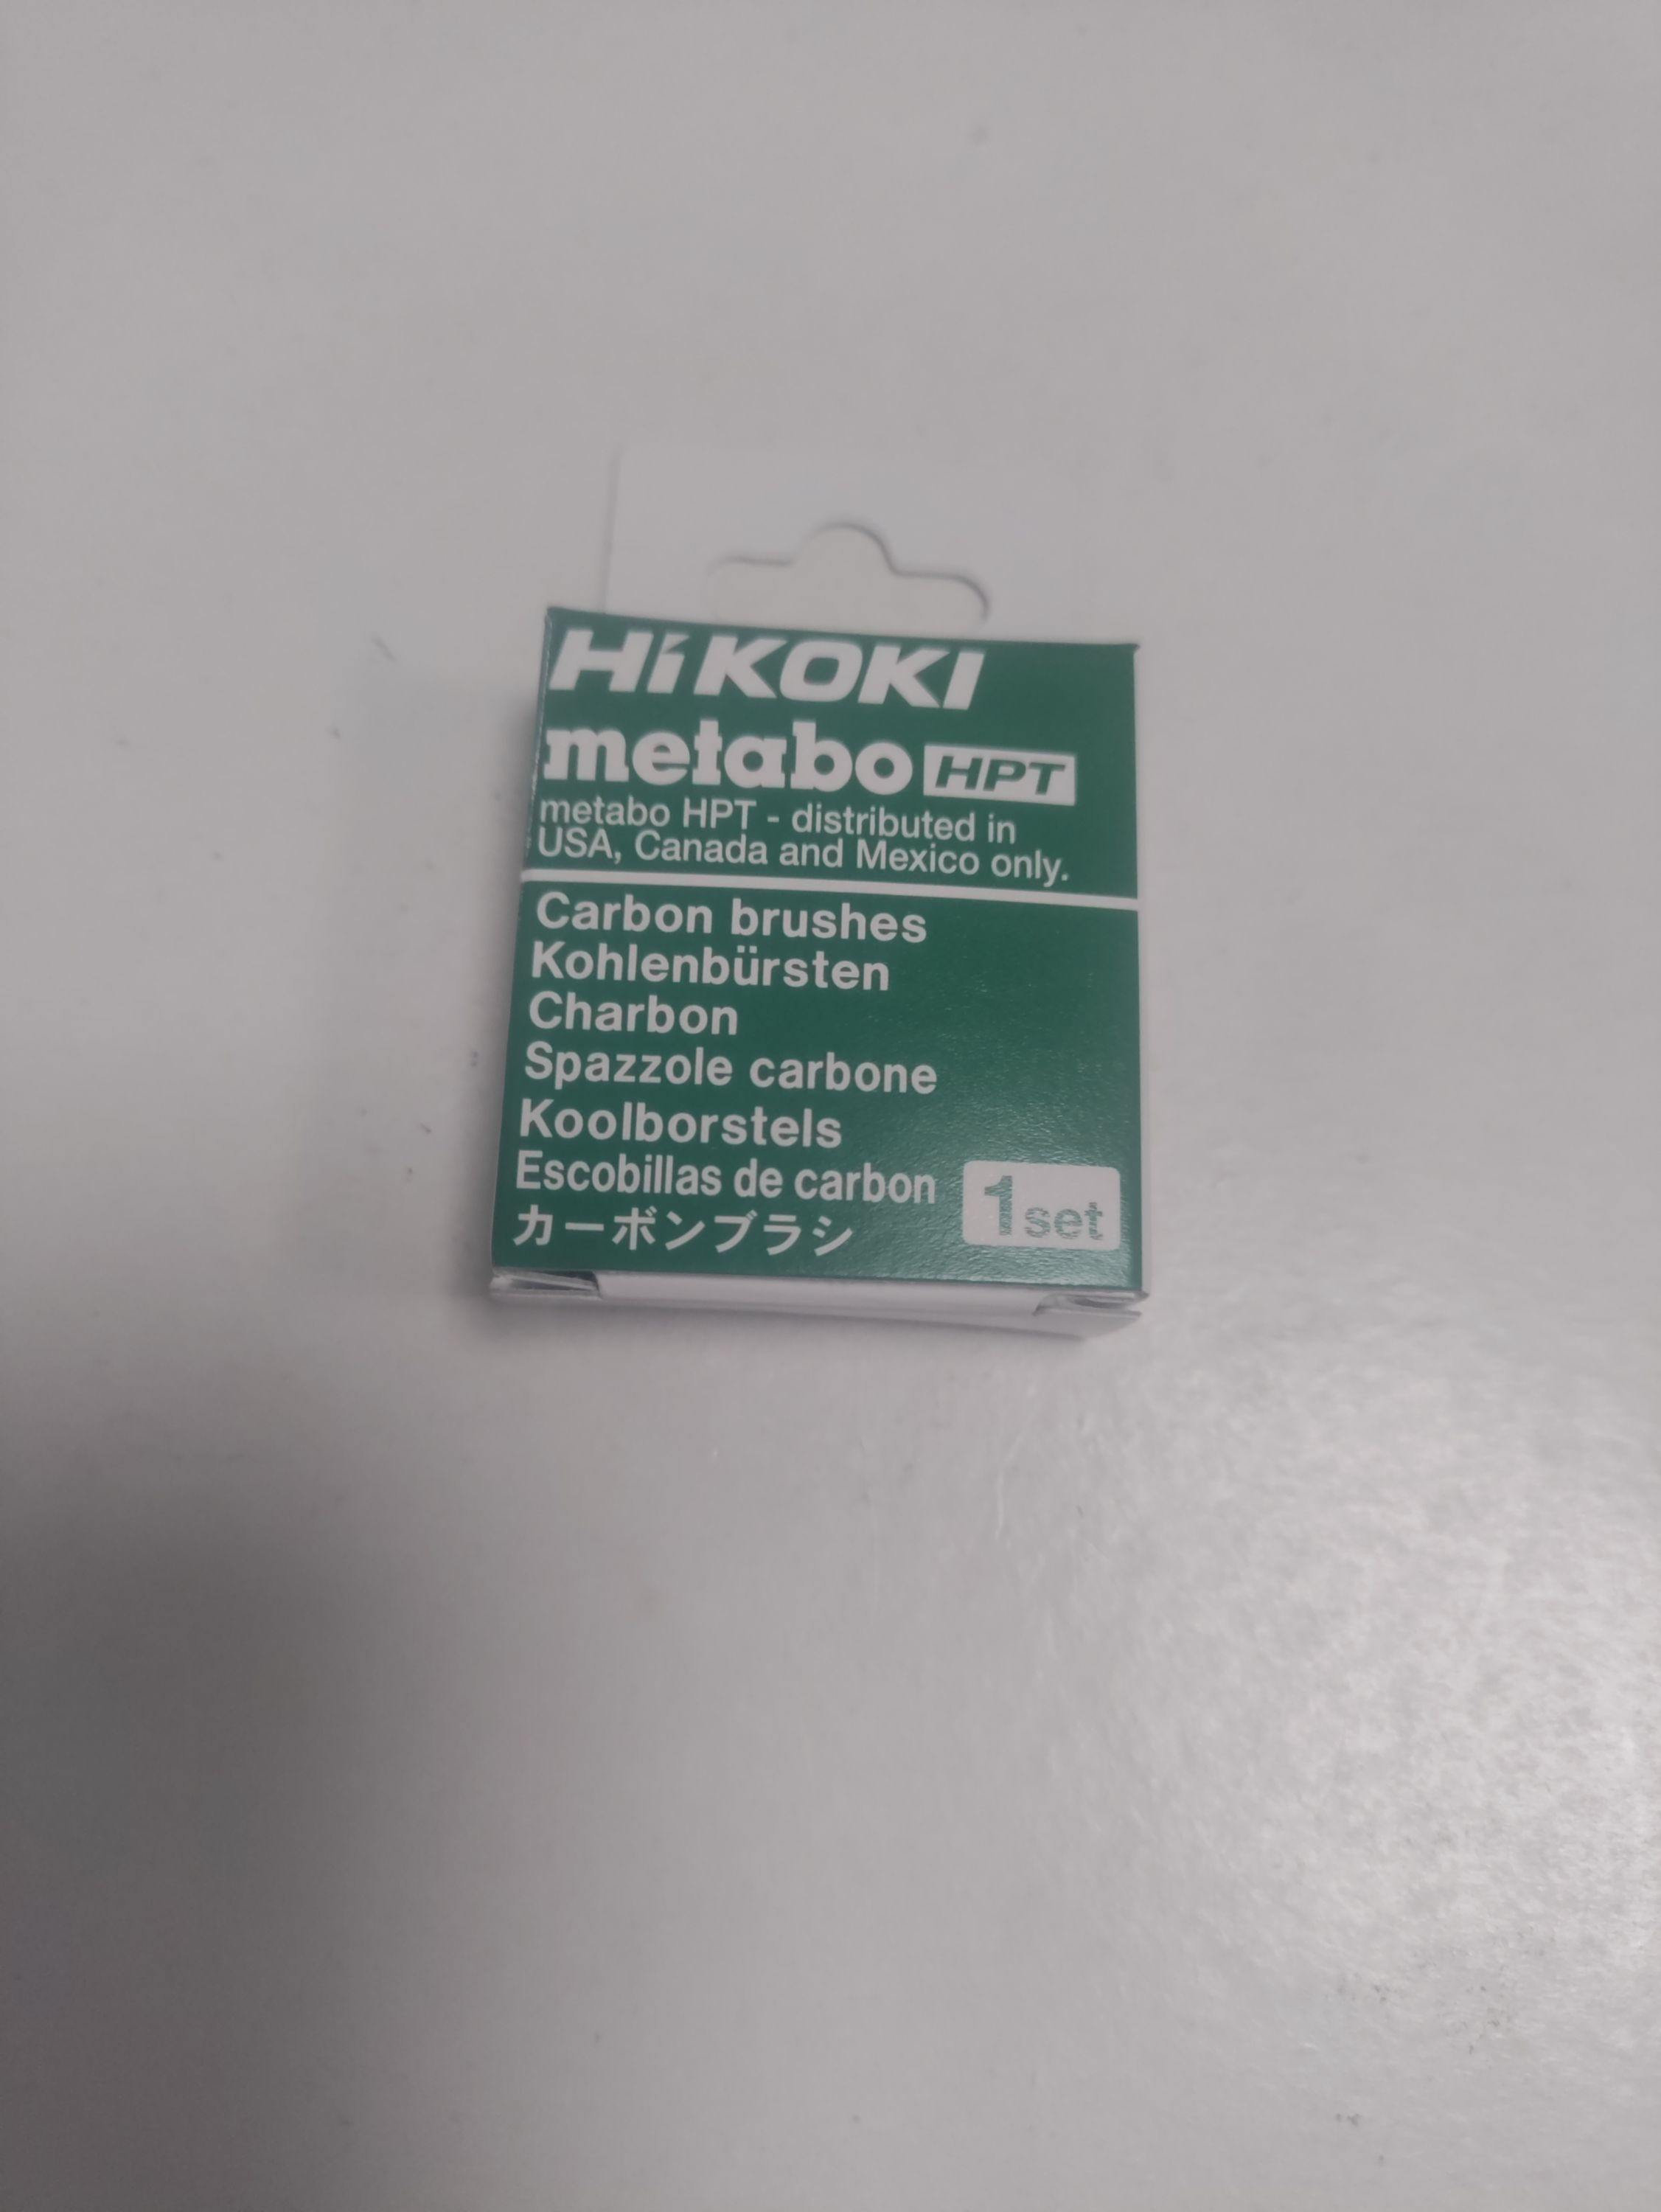 HiKOKI
metabo HPT
metabo HPT - distributed in
USA, Canada and Mexico only.
Carbon brushes
Kohlenbürsten
Charbon
Spazzole carbone
Koolborstels
Escobillas de carbon
カーボンブラシ
1set